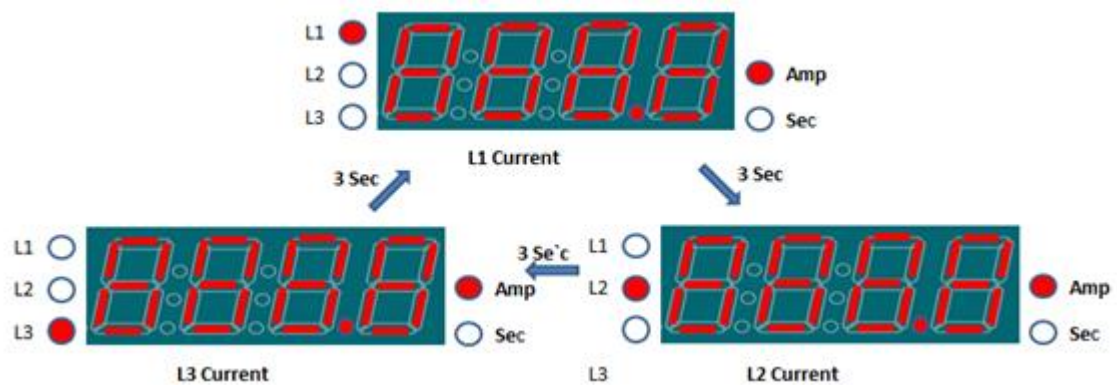 L1
L2
Amp
L3
Sec
L1 Current
3 Sec
3 Sec
L1
L2
Amp
L3
Sec
L3 Current
3 Se`c
L1
L2
Amp
Sec
L3
L2 Current